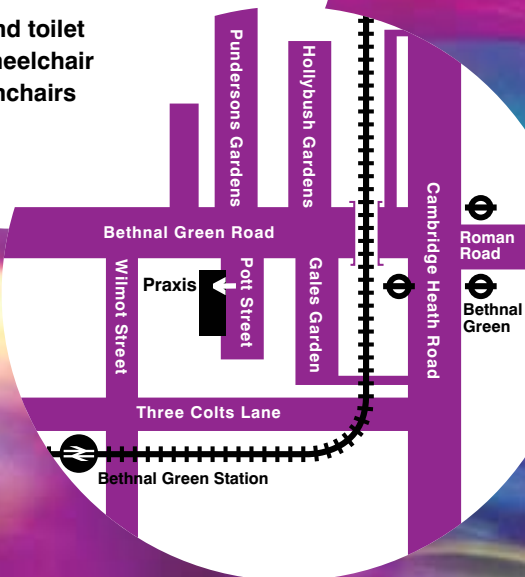 nd toilet
heelchair
nchairs
Pundersons Gardens
Hollybush Gardens
Cambridge Heath Road
Bethnal Green Road
Roman
Road
Wilmot Street
Praxis
Pott Street
Gales Garden
Bethnal
Green
Three Colts Lane
Bethnal Green Station